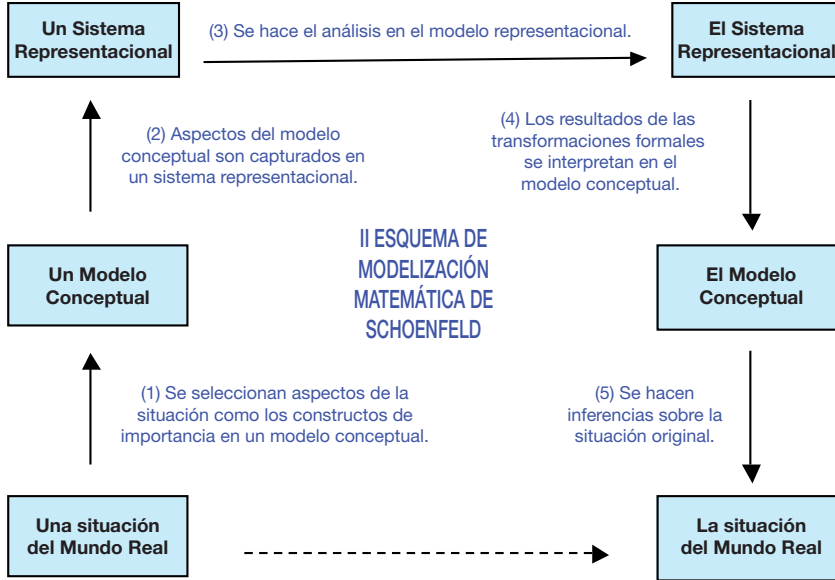 Un Sistema
Representacional
(3) Se hace el análisis en el modelo representacional.
El Sistema
Representacional
(2) Aspectos del modelo
conceptual son capturados en
un sistema representacional.
(4) Los resultados de las
transformaciones formales
se interpretan en el
modelo conceptual.
Un Modelo
Conceptual
II ESQUEMA DE
MODELIZACIÓN
MATEMÁTICA DE
SCHOENFELD
El Modelo
Conceptual
(1) Se seleccionan aspectos de la
situación como los constructos de
importancia en un modelo conceptual.
(5) Se hacen
inferencias sobre la
situación original.
Una situación
del Mundo Real
La situación
del Mundo Real